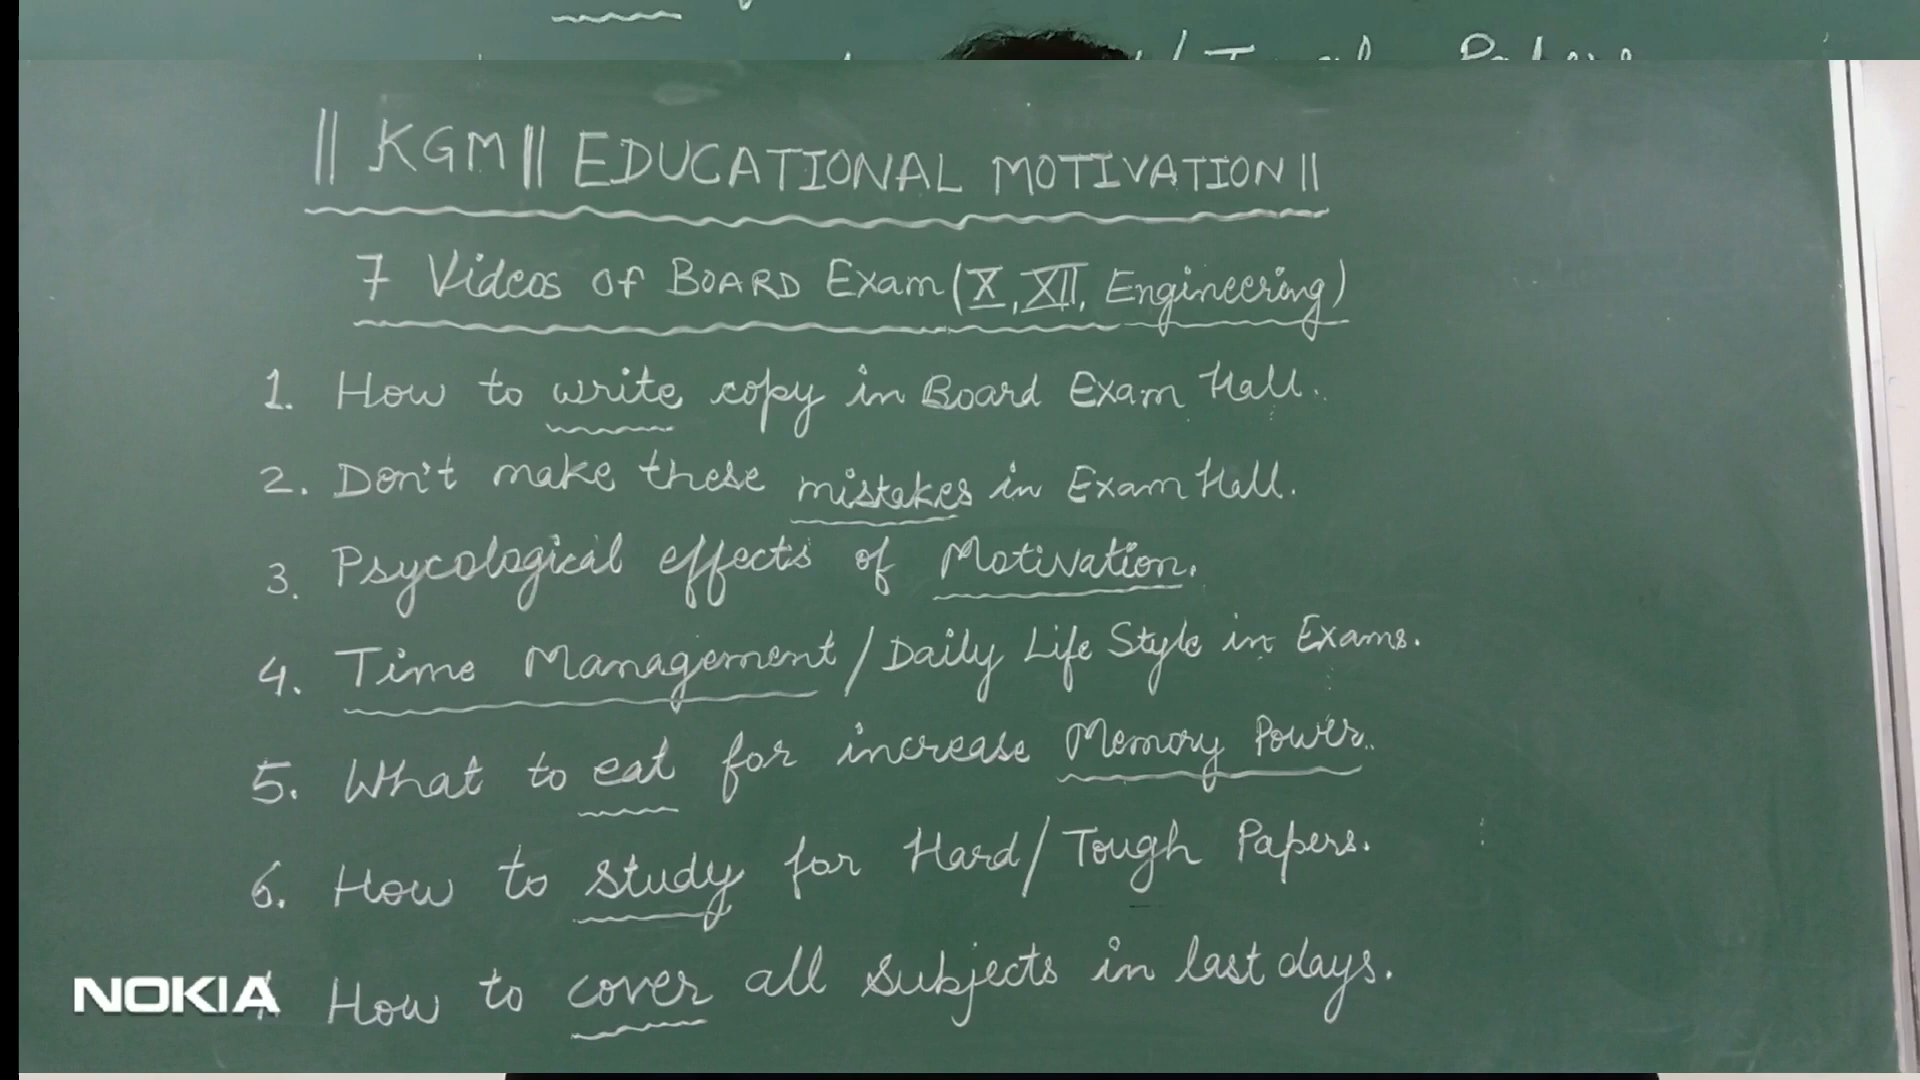 || KGM || EDUCATIONAL MOTIVATION ||
7 Videos of BOARD Exam (X, XII, Engineering)
1. How to write copy in Board Exam Hall.
2. Don't make these mistakes in Exam Hall.
3. Psycological effects of Motivation.
4. Time Management / Daily Life Style in Exams.
5. What to eat for increase Memory Power.
6. How to study for Hard / Tough Papers.
How to cover all subjects in last days.
NOKIA